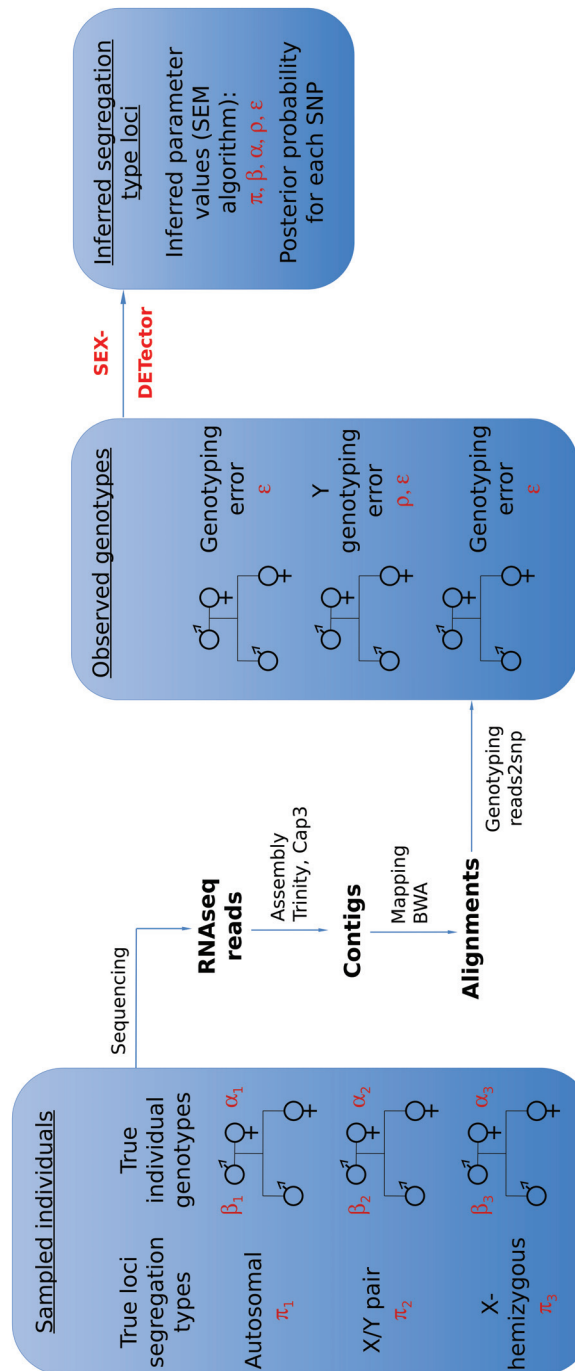 Sampled individuals
True loci
segregation
types
True
individual
genotypes
Autosomal
π1
β1
α1
X/Y pair
π2
β2
α2
X-
hemizygous
π3
β3
α3
Sequencing
RNAseq
reads
Assembly
Trinity, Cap3
Contigs
Mapping
BWA
Alignments
Genotyping
reads2snp
Observed genotypes
Genotyping
error
ε
Y
genotyping
error
ρ, ε
Genotyping
error
ε
SEX-
DETector
Inferred segregation
type loci
Inferred parameter
values (SEM
algorithm):
π, β, α, ρ, ε
Posterior probability
for each SNP